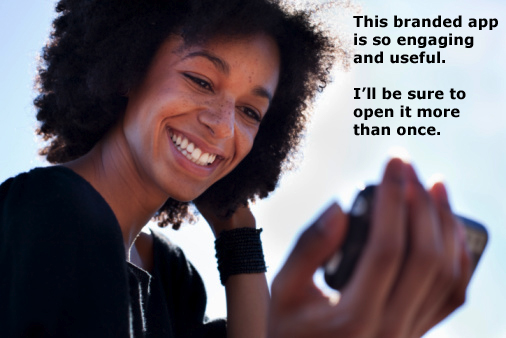 This branded app
is so engaging
and useful.
I'll be sure to
open it more
than once.